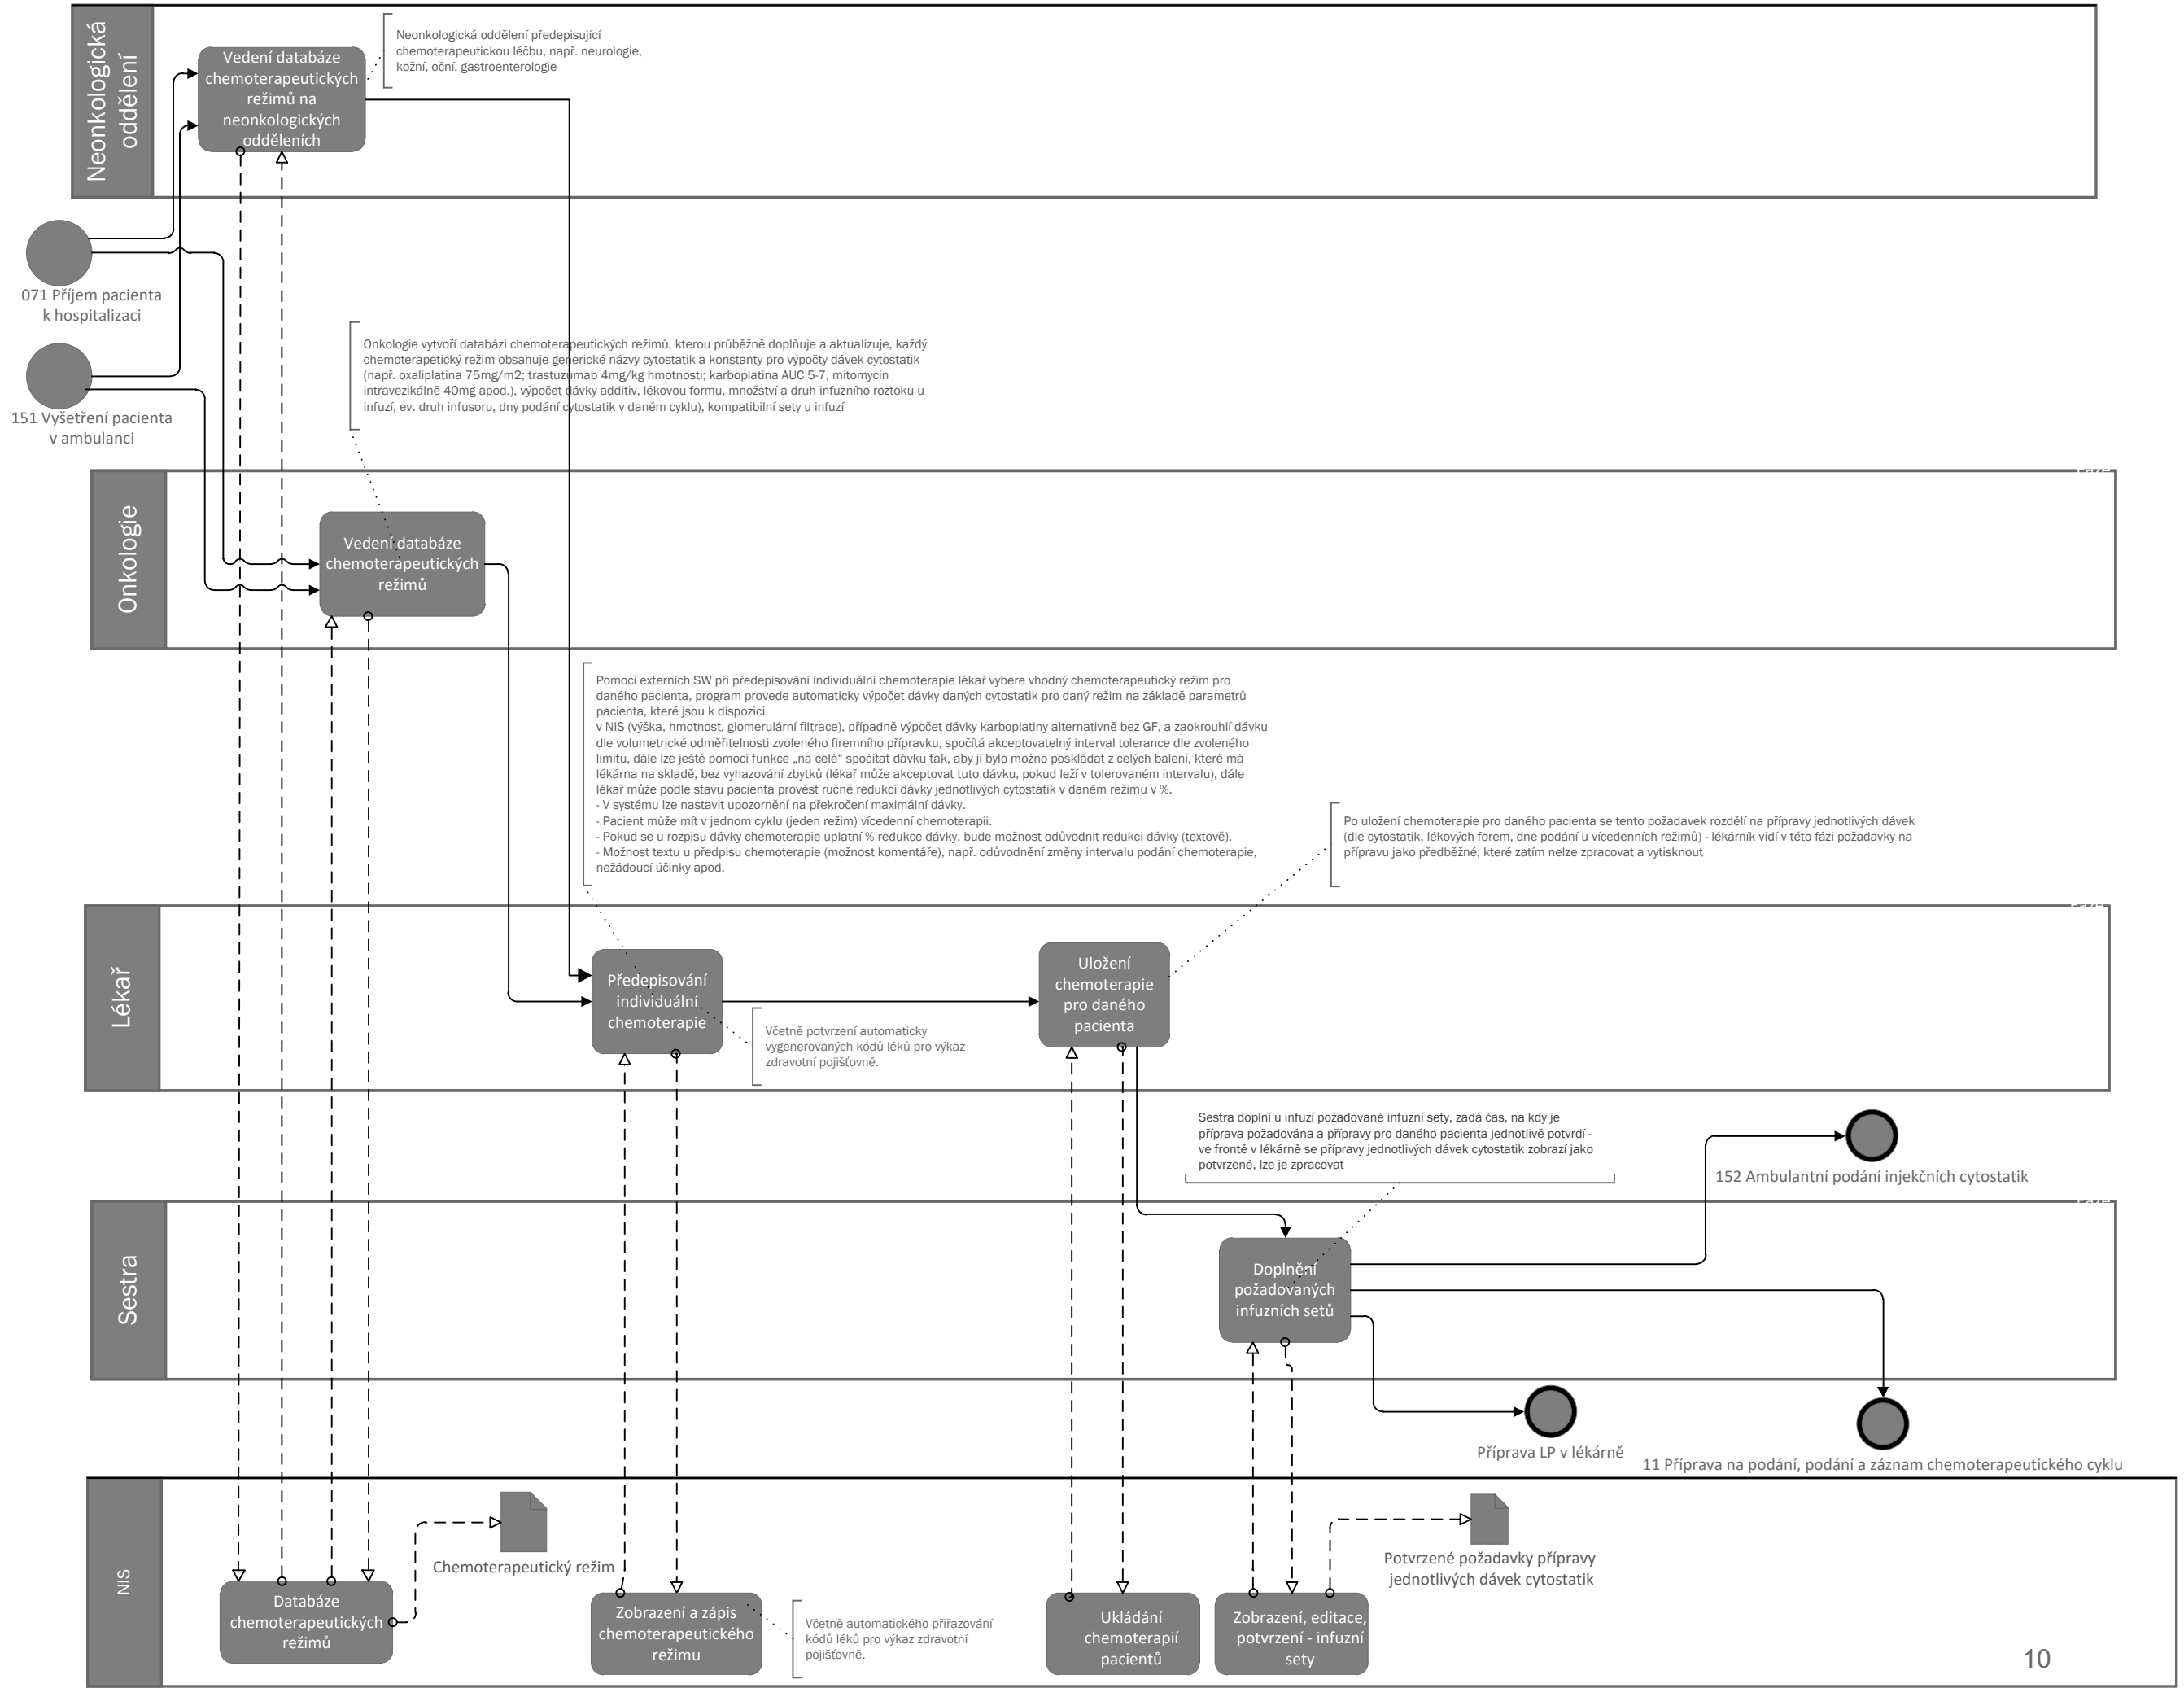 Neonkologická
oddělení
Vedení databáze
chemoterapeutických
režimů na
neonkologických
odděleních
Neonkologická oddělení předepisující
chemoterapeutickou léčbu, např. neurologie,
kožní, oční, gastroenterologie
071 Příjem pacienta
k hospitalizaci
151 Vyšetření pacienta
v ambulanci
Onkologie vytvoří databázi chemoterapeutických režimů, kterou průběžně doplňuje a aktualizuje, každý
chemoterapetický režim obsahuje generické názvy cytostatik a konstanty pro výpočty dávek cytostatik
(např. oxaliplatina 75mg/m2; trastuzumab 4mg/kg hmotnosti; karboplatina AUC 5-7, mitomycin
intravezikálně 40mg apod.), výpočet dávky additiv, lékovou formu, množství a druh infuzního roztoku u
infuzí, ev. druh infusoru, dny podání cytostatik v daném cyklu), kompatibilní sety u infuzí
Onkologie
Vedení databáze
chemoterapeutických
režimů
Pomocí externích SW při předepisování individuální chemoterapie lékař vybere vhodný chemoterapeutický režim pro
daného pacienta, program provede automaticky výpočet dávky daných cytostatik pro daný režim na základě parametrů
pacienta, které jsou k dispozici
v NIS (výška, hmotnost, glomerulární filtrace), případně výpočet dávky karboplatiny alternativně bez GF, a zaokrouhlí dávku
dle volumetrické odměřitelnosti zvoleného firemního přípravku, spočítá akceptovatelný interval tolerance dle zvoleného
limitu, dále lze ještě pomocí funkce „na celé“ spočítat dávku tak, aby ji bylo možno poskládat z celých balení, které má
lékárna na skladě, bez vyhazování zbytků (lékař může akceptovat tuto dávku, pokud leží v tolerovaném intervalu), dále
lékař může podle stavu pacienta provést ručně redukcí dávky jednotlivých cytostatik v daném režimu v %.
- V systému lze nastavit upozornění na překročení maximální dávky.
- Pacient může mít v jednom cyklu (jeden režim) vícedenní chemoterapii.
- Pokud se u rozpisu dávky chemoterapie uplatní % redukce dávky, bude možnost odůvodnit redukci dávky (textově).
- Možnost textu u předpisu chemoterapie (možnost komentáře), např. odůvodnění změny intervalu podání chemoterapie,
nežádoucí účinky apod.
Po uložení chemoterapie pro daného pacienta se tento požadavek rozdělí na přípravy jednotlivých dávek
(dle cytostatik, lékových forem, dne podání u vícedenních režimů) - lékárník vidí v této fázi požadavky na
přípravu jako předběžné, které zatím nelze zpracovat a vytisknout
Lékař
Předepisování
individuální
chemoterapie
Včetně potvrzení automaticky
vygenerovaných kódů léků pro výkaz
zdravotní pojišťovně.
Uložení
chemoterapie
pro daného
pacienta
Sestra doplní u infuzí požadované infuzní sety, zadá čas, na kdy je
příprava požadována a přípravy pro daného pacienta jednotlivě potvrdí -
ve frontě v lékárně se přípravy jednotlivých dávek cytostatik zobrazí jako
potvrzené, lze je zpracovat
152 Ambulantní podání injekčních cytostatik
Sestra
Doplnění
požadovaných
infuzních setů
Příprava LP v lékárně
11 Příprava na podání, podání a záznam chemoterapeutického cyklu
NIS
Databáze
chemoterapeutických
režimů
Chemoterapeutický režim
Zobrazení a zápis
chemoterapeutického
režimu
Včetně automatického přiřazování
kódů léků pro výkaz zdravotní
pojišťovně.
Ukládání
chemoterapií
pacientů
Zobrazení, editace,
potvrzení - infuzní
sety
Potvrzené požadavky přípravy
jednotlivých dávek cytostatik
10